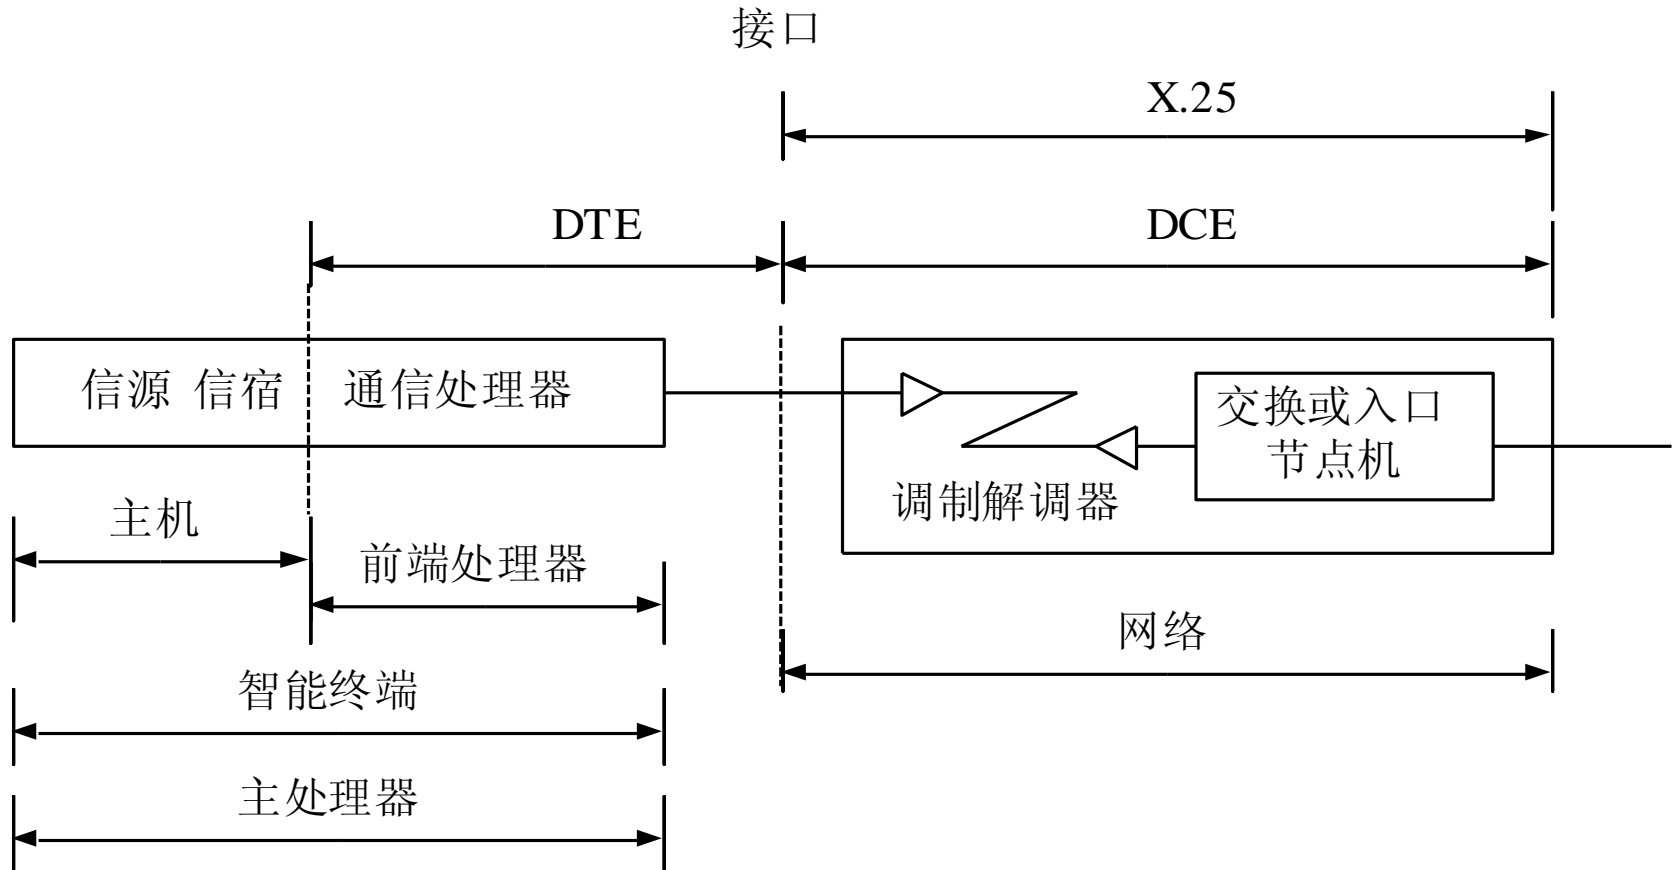 接口
X.25
DTE
DCE
信源 信宿
通信处理器
交换或入口
节点机
调制解调器
主机
前端处理器
网络
智能终端
主处理器